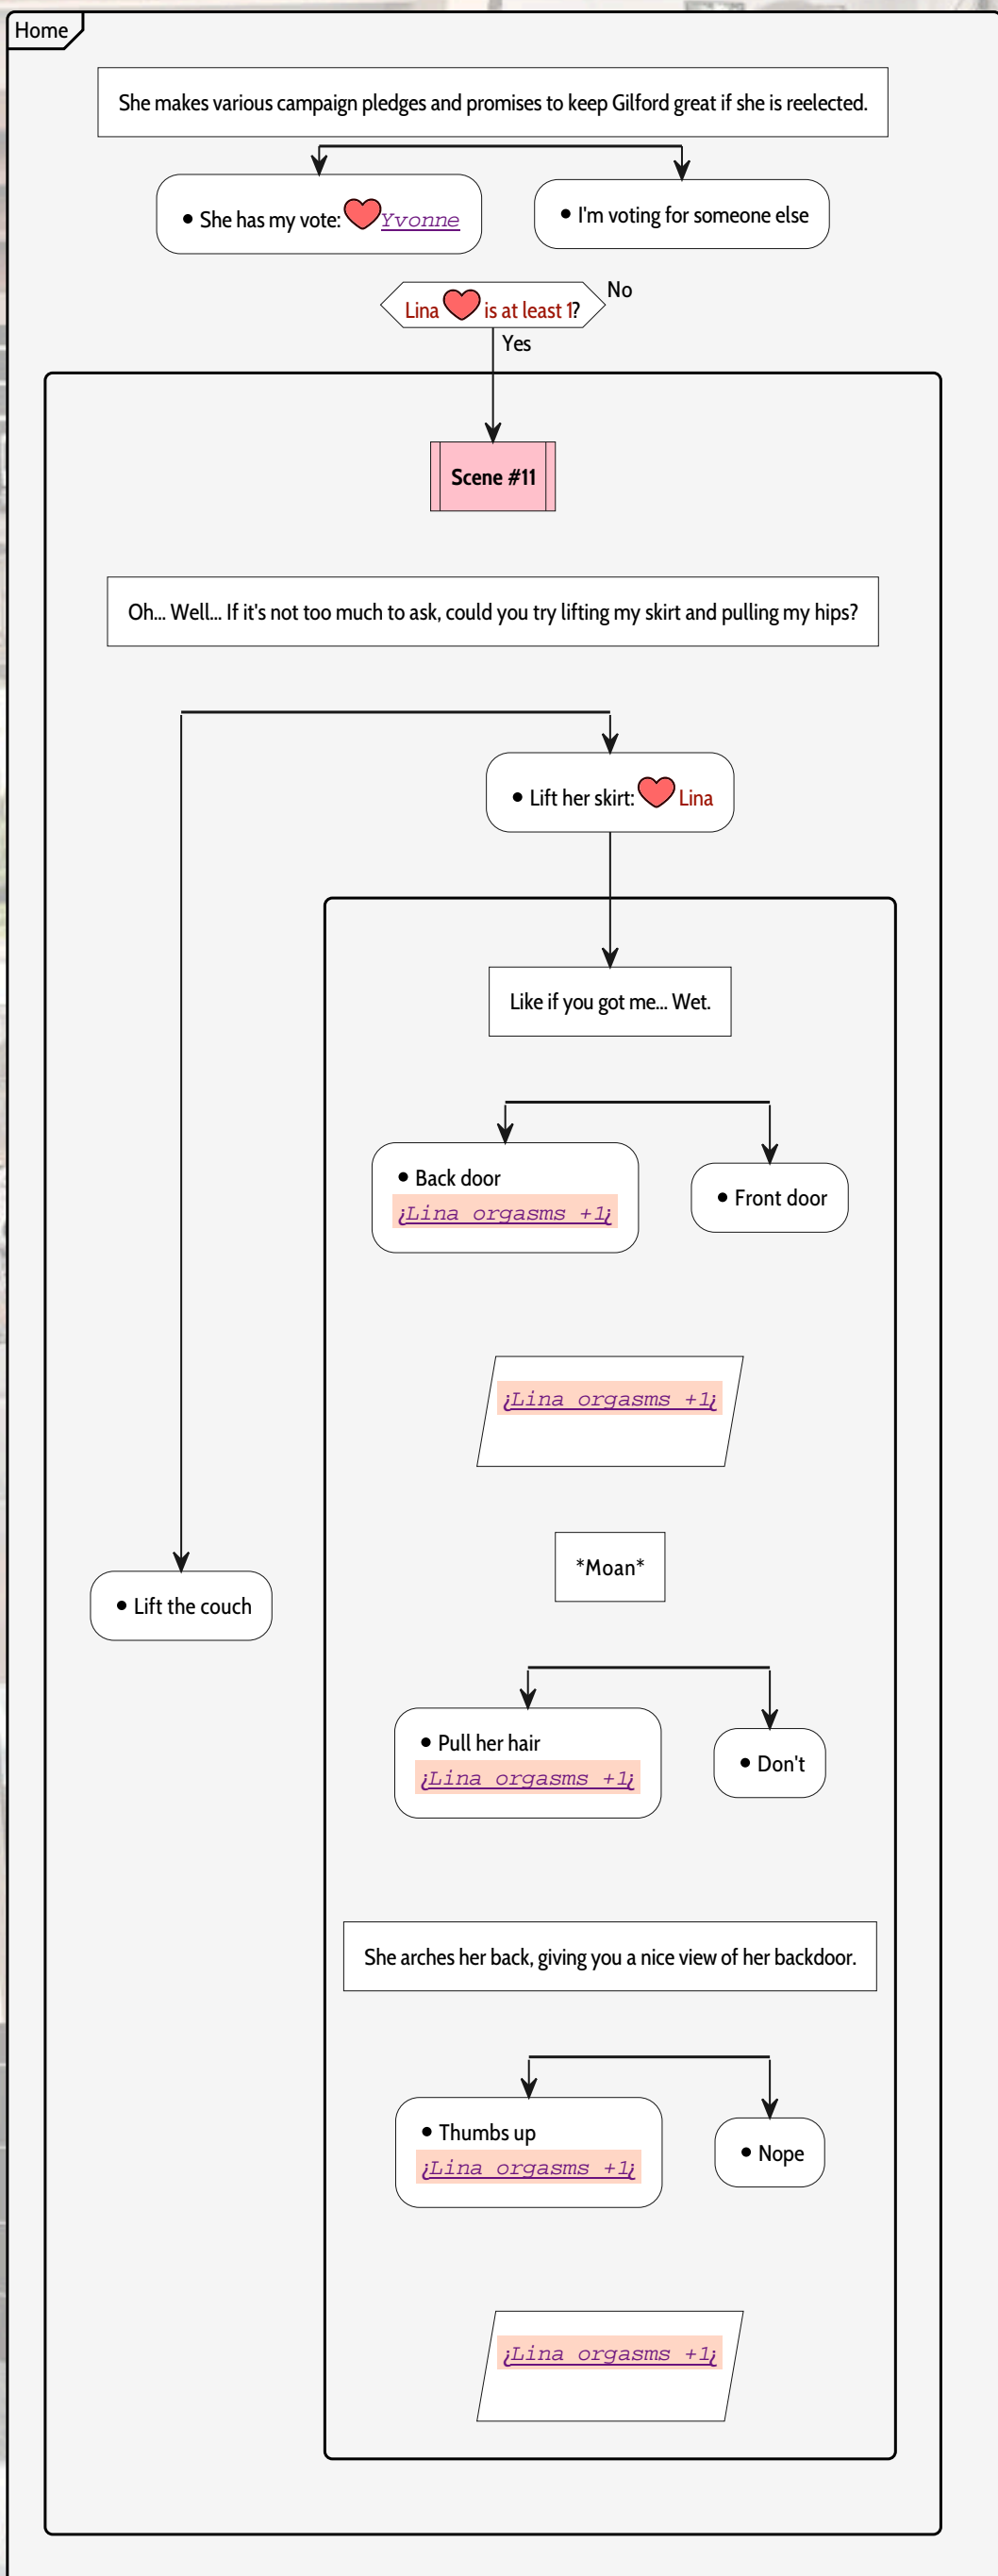 Home
She makes various campaign pledges and promises to keep Gilford great if she is reelected.
• She has my vote: Yvonne
• I'm voting for someone else
Lina is at least 1?
No
Yes
Scene #11
Oh... Well... If it's not too much to ask, could you try lifting my skirt and pulling my hips?
• Lift her skirt: Lina
Like if you got me... Wet.
• Back door
¿Lina orgasms +1¿
• Front door
¿Lina orgasms +1¿
*Moan*
• Lift the couch
• Pull her hair
¿Lina orgasms +1¿
• Don't
She arches her back, giving you a nice view of her backdoor.
• Thumbs up
¿Lina orgasms +1¿
• Nope
¿Lina orgasms +1¿